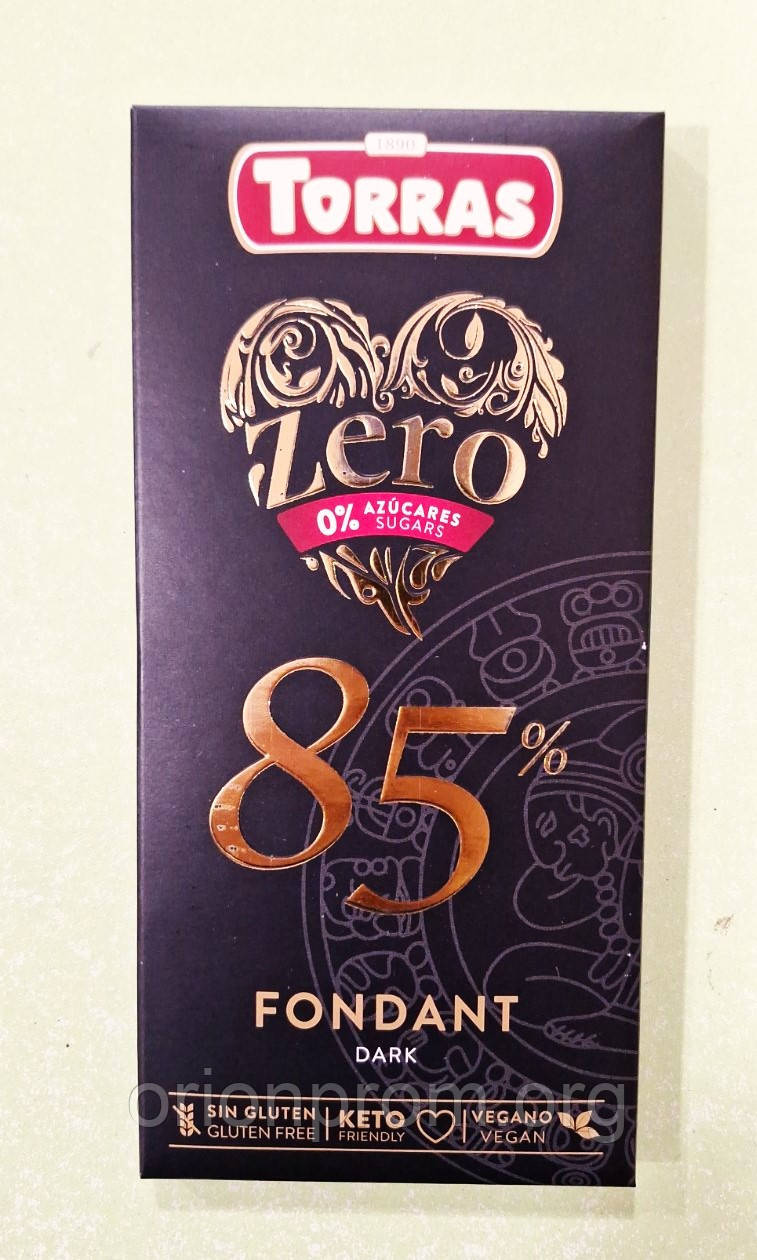 1890
TORRAS
Zero
0% AZÚCARES
SUGARS
85%
FONDANT
DARK
orionprom.org
SIN GLUTEN
GLUTEN FREE
KETO
FRIENDLY
VEGANO
VEGAN